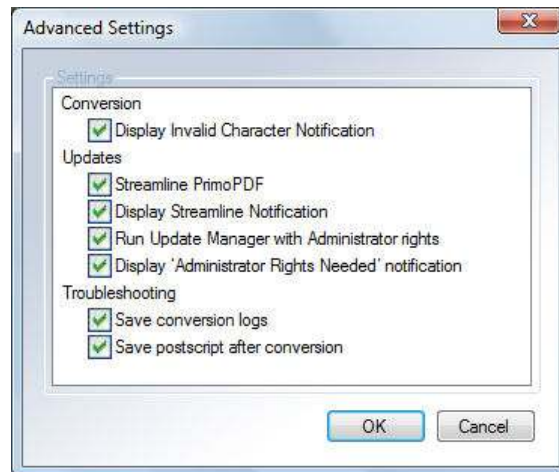 Advanced Settings
Settings
Conversion
Display Invalid Character Notification
Updates
Streamline PrimoPDF
Display Streamline Notification
Run Update Manager with Administrator rights
Display 'Administrator Rights Needed' notification
Troubleshooting
Save conversion logs
Save postscript after conversion
OK Cancel